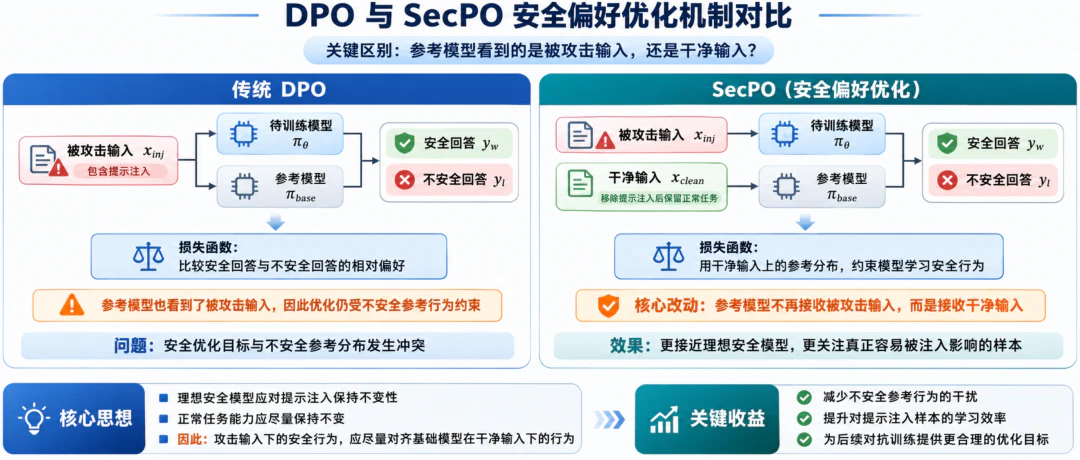 DPO 与 SecPO 安全偏好优化机制对比
关键区别：参考模型看到的是被攻击输入，还是干净输入？
传统 DPO
被攻击输入 x_inj
包含提示注入
待训练模型
π_θ
参考模型
π_base
安全回答 y_w
不安全回答 y_l
损失函数：
比较安全回答与不安全回答的相对偏好
参考模型也看到了被攻击输入，因此优化仍受不安全参考行为约束
问题：安全优化目标与不安全参考分布发生冲突
SecPO（安全偏好优化）
被攻击输入 x_inj
干净输入 x_clean
移除提示注入后保留正常任务
待训练模型
π_θ
参考模型
π_base
安全回答 y_w
不安全回答 y_l
损失函数：
用干净输入上的参考分布，约束模型学习安全行为
核心改动：参考模型不再接收被攻击输入，而是接收干净输入
效果：更接近理想安全模型，更关注真正容易被注入影响的样本
核心思想
理想安全模型应对提示注入保持不变性
正常任务能力应尽量保持不变
因此：攻击输入下的安全行为，应尽量对齐基础模型在干净输入下的行为
关键收益
减少不安全参考行为的干扰
提升对提示注入样本的学习效率
为后续对抗训练提供更合理的优化目标